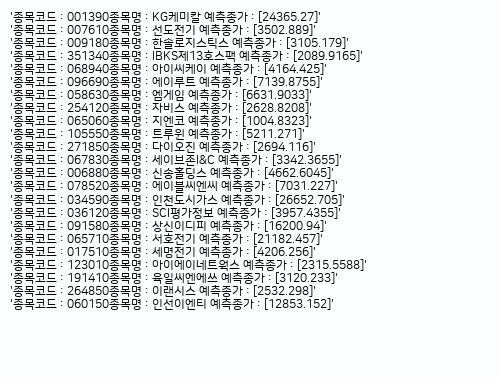 '종목코드 : 001390종목명 : KG케미칼 예측종가 : [24365.27]'
'종목코드 : 007610종목명 : 선도전기 예측종가 : [3502.889]'
'종목코드 : 009180종목명 : 한솔로지스틱스 예측종가 : [3105.179]'
'종목코드 : 351340종목명 : IBKS제13호스팩 예측종가 : [2089.9165]'
'종목코드 : 068940종목명 : 아이씨케이 예측종가 : [4164.425]'
'종목코드 : 096690종목명 : 에이루트 예측종가 : [7139.8755]'
'종목코드 : 058630종목명 : 엠게임 예측종가 : [6631.9033]'
'종목코드 : 254120종목명 : 자비스 예측종가 : [2628.8208]'
'종목코드 : 065060종목명 : 지엔코 예측종가 : [1004.8323]'
'종목코드 : 105550종목명 : 트루윈 예측종가 : [5211.271]'
'종목코드 : 271850종목명 : 다이오진 예측종가 : [2694.116]'
'종목코드 : 067830종목명 : 세이브존I&C 예측종가 : [3342.3655]'
'종목코드 : 006880종목명 : 신송홀딩스 예측종가 : [4662.6045]'
'종목코드 : 078520종목명 : 에이블씨엔씨 예측종가 : [7031.227]'
'종목코드 : 034590종목명 : 인천도시가스 예측종가 : [26652.705]'
'종목코드 : 036120종목명 : SCI평가정보 예측종가 : [3957.4355]'
'종목코드 : 091580종목명 : 상신이디피 예측종가 : [16200.94]'
'종목코드 : 065710종목명 : 서호전기 예측종가 : [21182.457]'
'종목코드 : 017510종목명 : 세명전기 예측종가 : [4206.256]'
'종목코드 : 123010종목명 : 아이에이네트웍스 예측종가 : [2315.5588]'
'종목코드 : 191410종목명 : 육일씨엔에쓰 예측종가 : [3120.233]'
'종목코드 : 264850종목명 : 이랜시스 예측종가 : [2532.298]'
'종목코드 : 060150종목명 : 인선이엔티 예측종가 : [12853.152]'